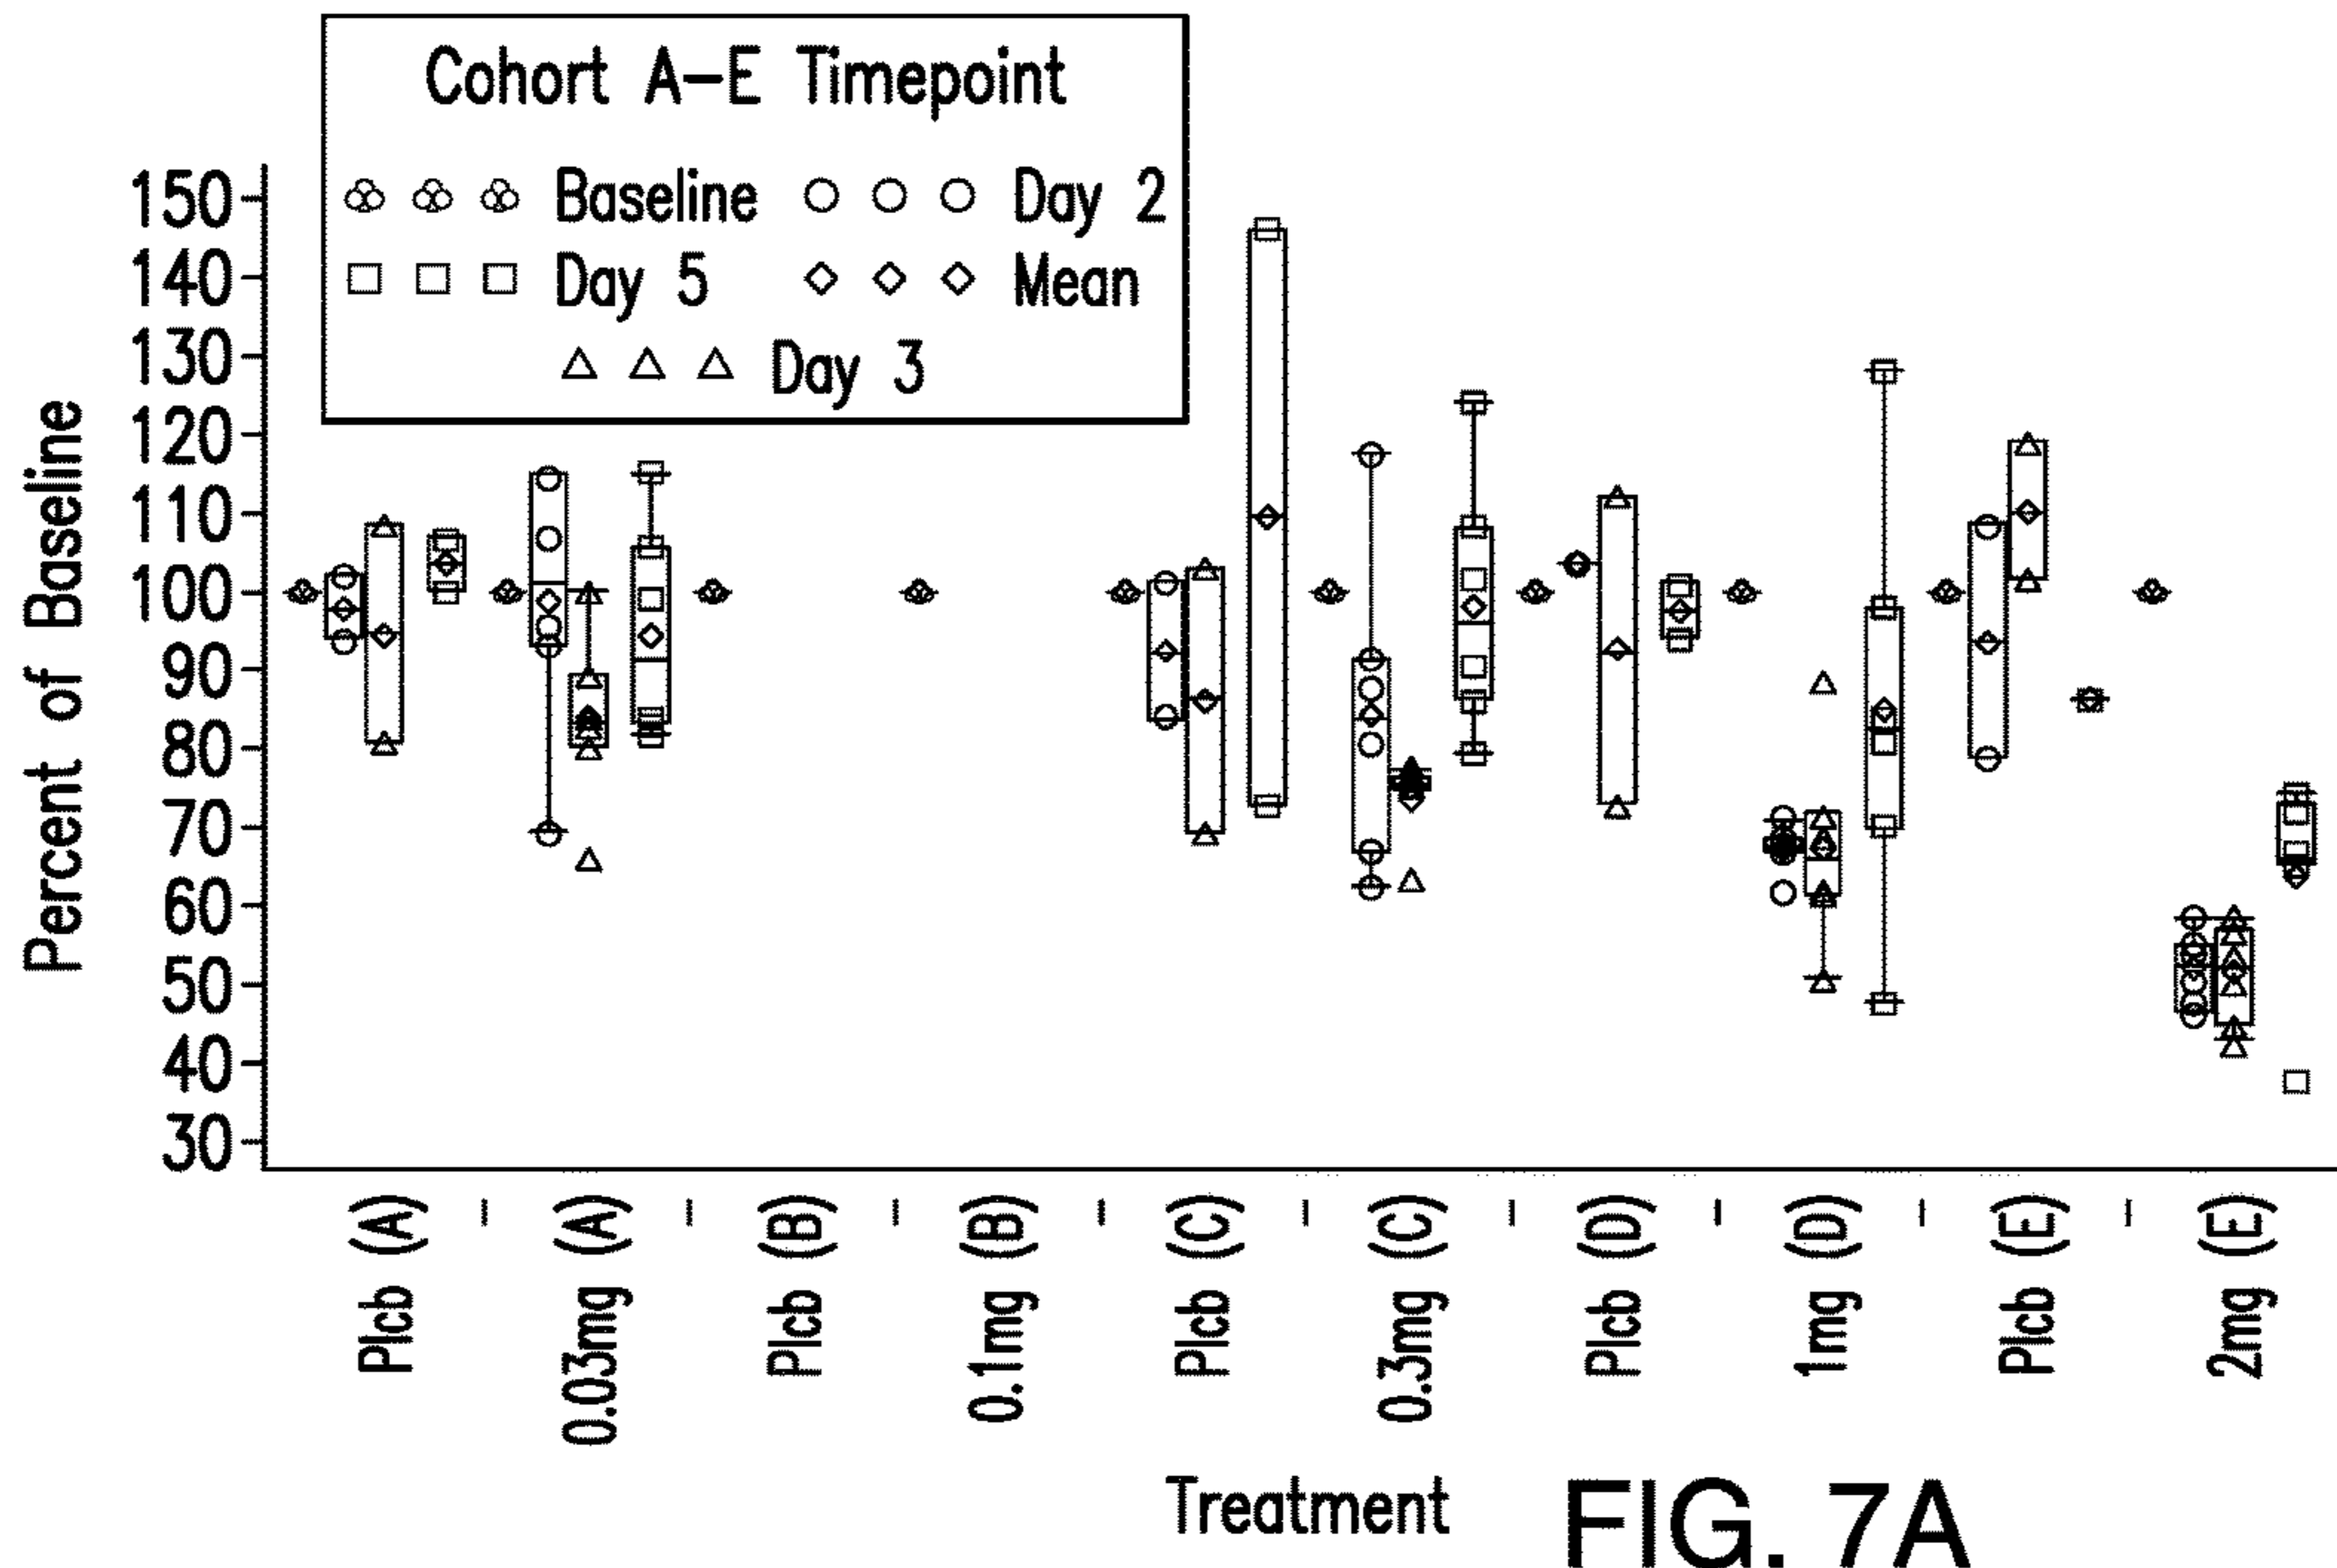 Cohort A-E Timepoint
Baseline
Day 2
Day 5
Mean
Day 3
Percent of Baseline
150
140
130
120
110
100
90
80
70
60
50
40
30
Plcb (A)
0.03mg (A)
Plcb (B)
0.1mg (B)
Plcb (C)
0.3mg (C)
Plcb (D)
1mg (D)
Plcb (E)
2mg (E)
Treatment
FIG. 7A